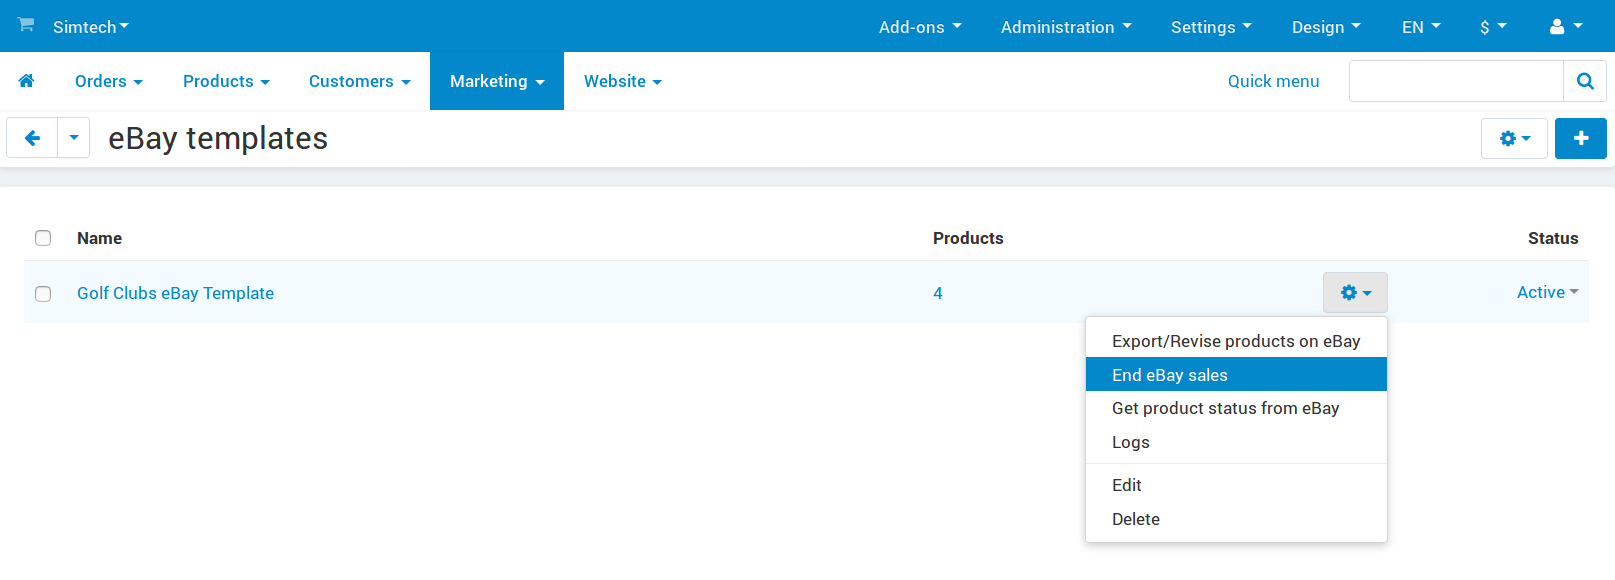 Simtech Add-ons Administration Settings Design EN $
Orders Products Customers Marketing Website Quick menu
eBay templates
Name Products Status
Golf Clubs eBay Template 4 Active
Export/Revise products on eBay
End eBay sales
Get product status from eBay
Logs
Edit
Delete